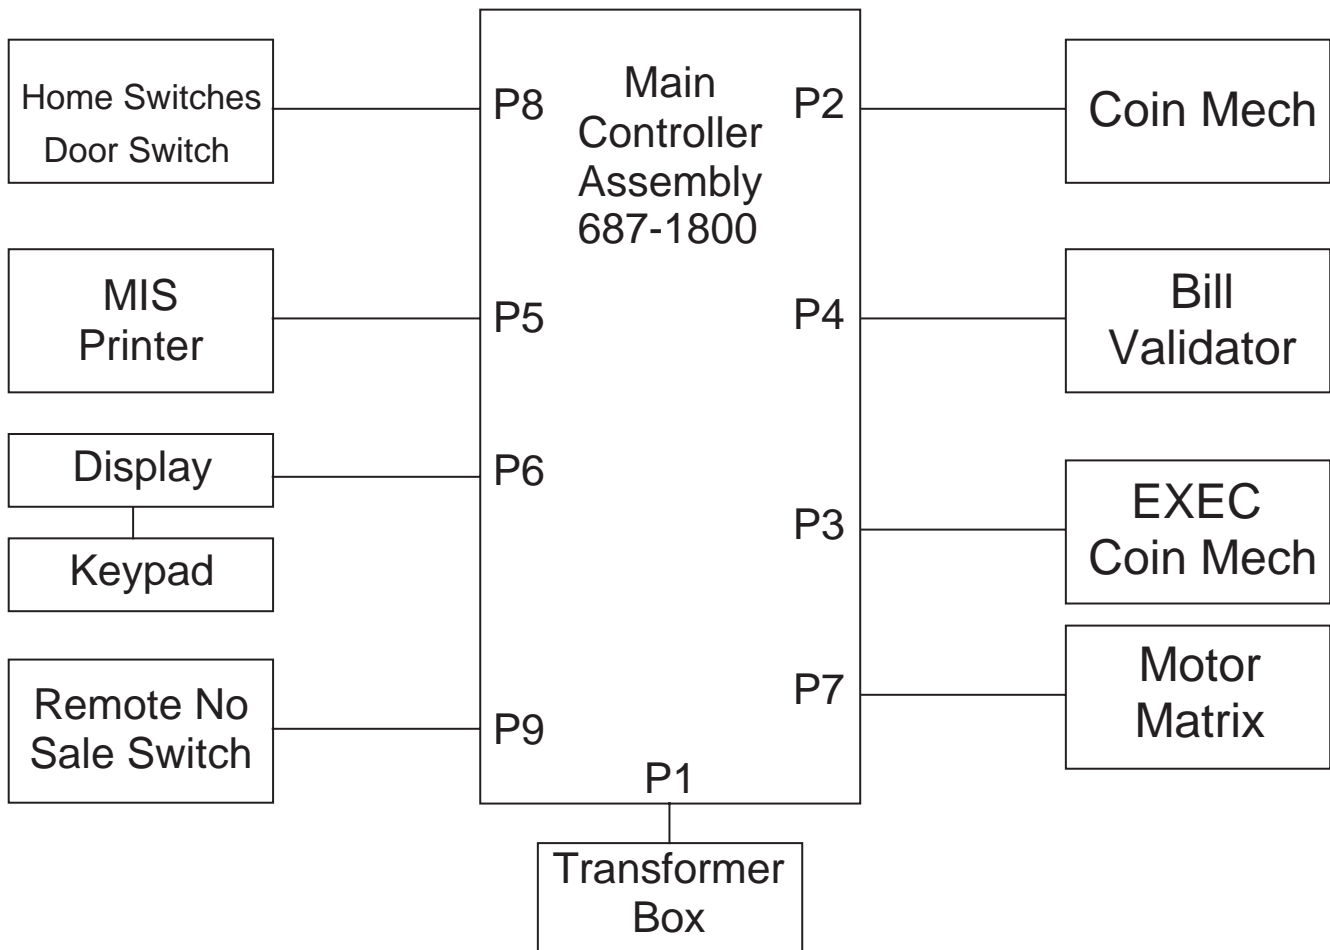 Home Switches
Door Switch
MIS
Printer
Display
Keypad
Remote No
Sale Switch
P8
P5
P6
P9
Main
Controller
Assembly
687-1800
P2
P4
P3
P7
P1
Coin Mech
Bill
Validator
EXEC
Coin Mech
Motor
Matrix
Transformer
Box